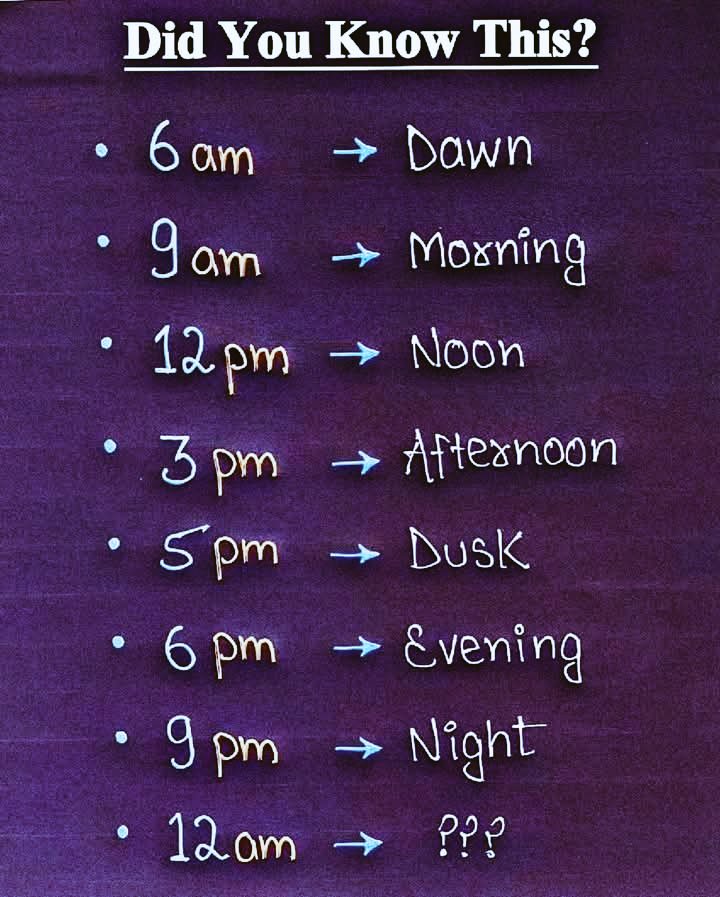 Did You Know This?
• 6 am → Dawn
• 9 am → Morning
• 12 pm → Noon
• 3 pm → Afternoon
• 5 pm → Dusk
• 6 pm → Evening
• 9 pm → Night
• 12 am → ???